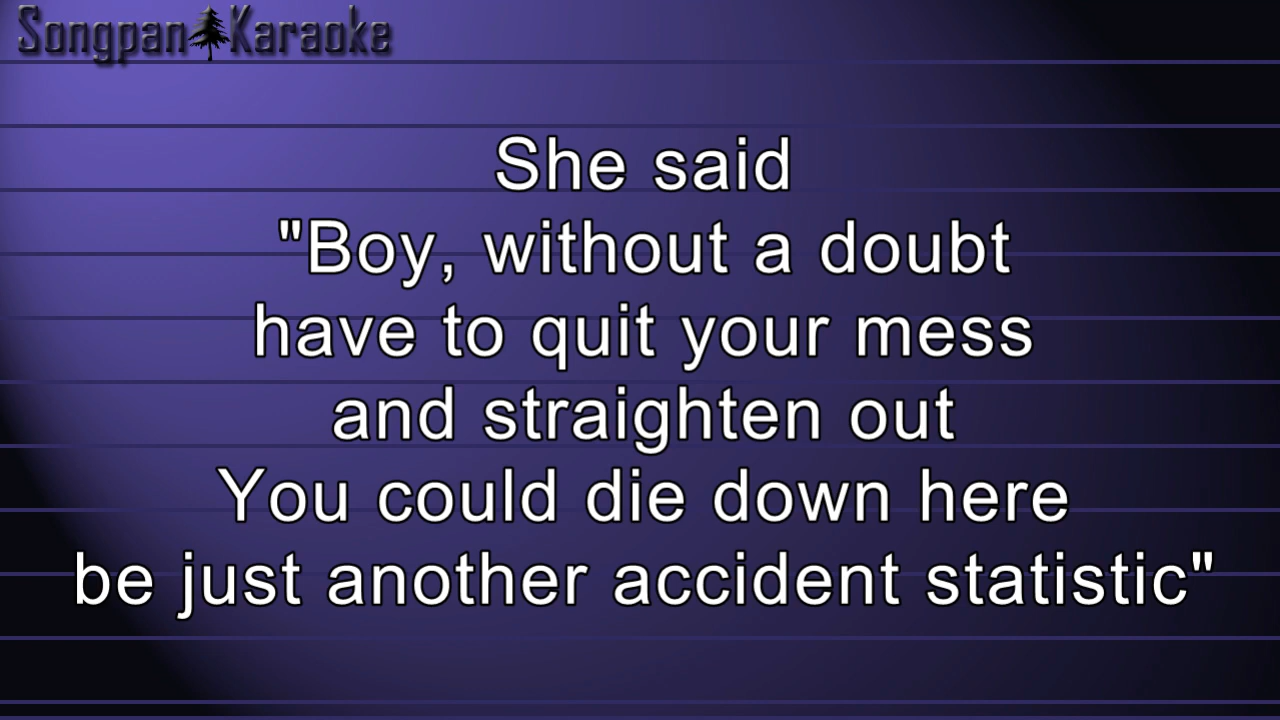 Songpan Karaoke
She said
"Boy, without a doubt
have to quit your mess
and straighten out
You could die down here
be just another accident statistic"